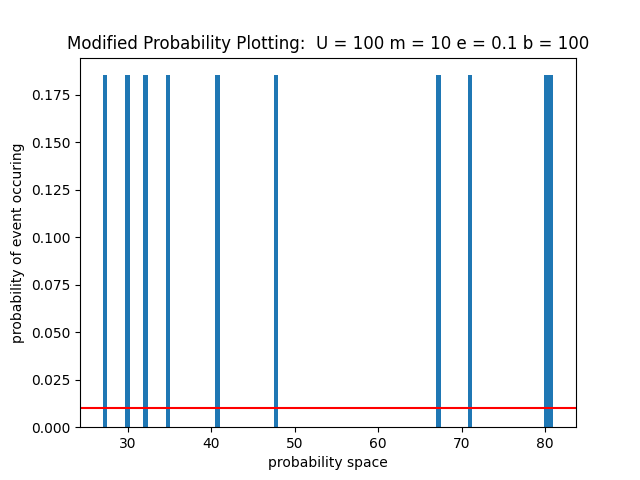 Modified Probability Plotting:  U = 100 m = 10 e = 0.1 b = 100
probability of event occuring
0.175
0.150
0.125
0.100
0.075
0.050
0.025
0.000
30 40 50 60 70 80
probability space